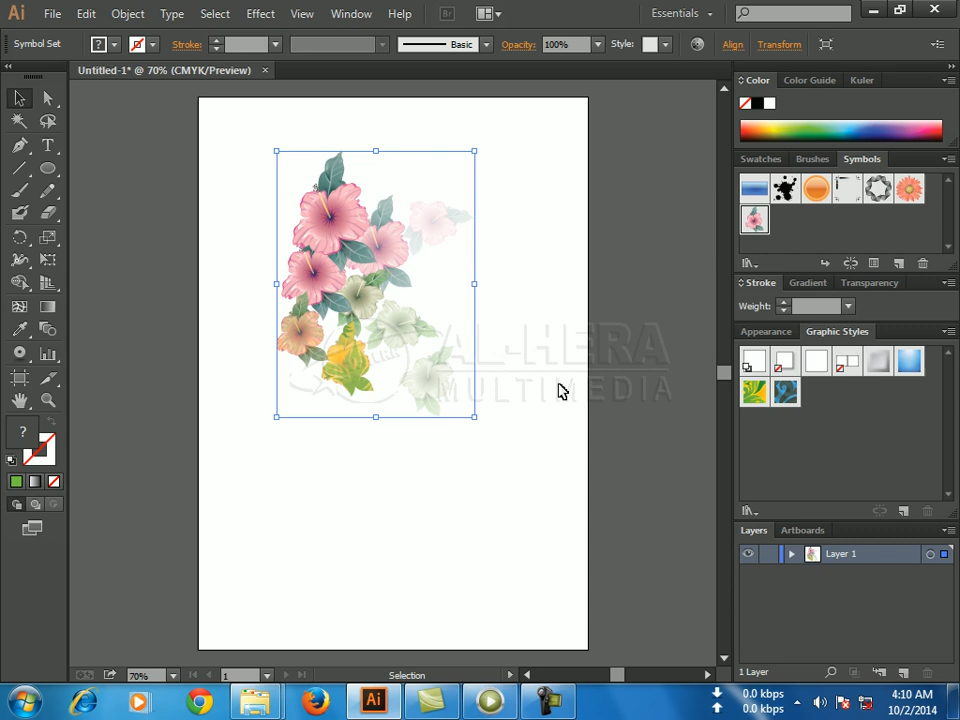 Ai File Edit Object Type Select Effect View Window Help Br Essentials
Symbol Set ? Stroke: Basic Opacity: 100% Style: Align Transform
Untitled-1* @ 70% (CMYK/Preview) ×
Color Color Guide Kuler
Swatches Brushes Symbols
Stroke Gradient Transparency
Weight:
Appearance Graphic Styles
AL-HERA
MULTIMEDIA
?
Layers Artboards
Layer 1
70% 1 Selection
1 Layer
Ai 0.0 kbps 4:10 AM
0.0 kbps 10/2/2014